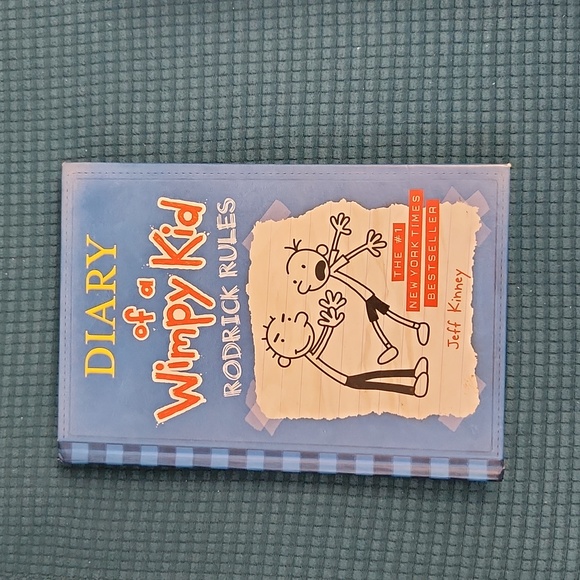 DIARY
of a
Wimpy Kid
RODRICK RULES
THE #1
NEW YORK TIMES
BESTSELLER
Jeff Kinney